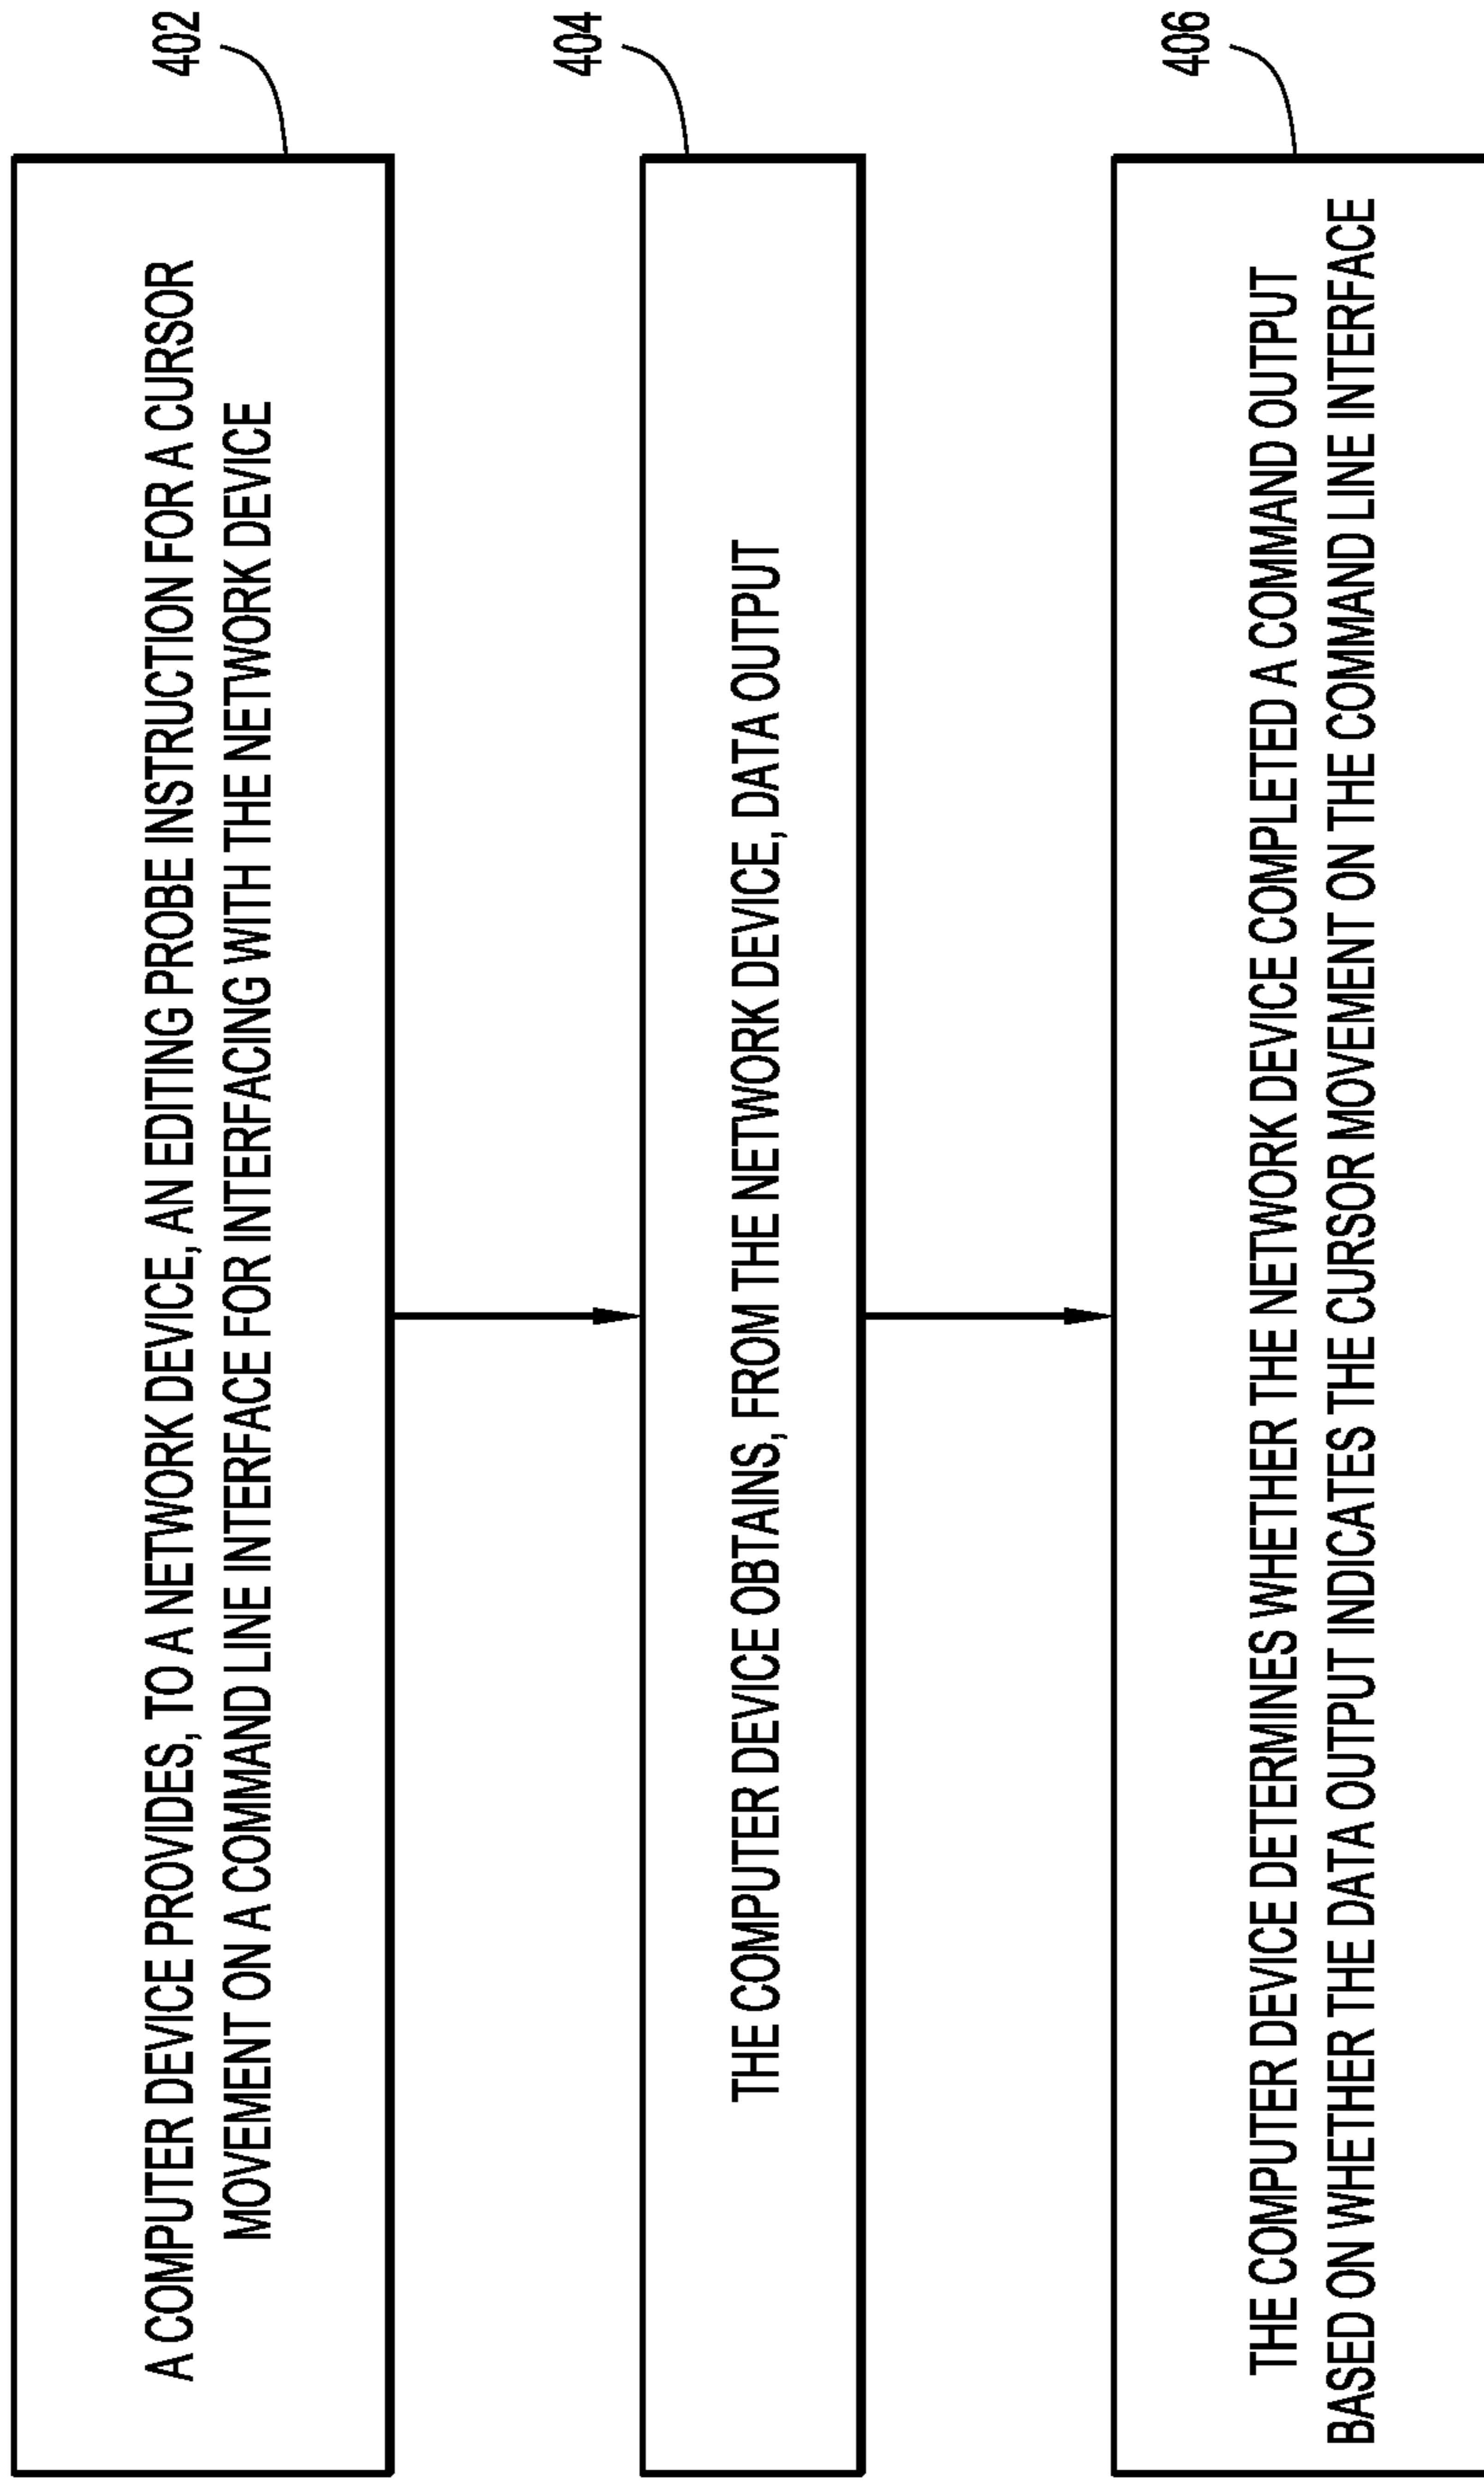 A COMPUTER DEVICE PROVIDES, TO A NETWORK DEVICE, AN EDITING PROBE INSTRUCTION FOR A CURSOR
MOVEMENT ON A COMMAND LINE INTERFACE FOR INTERFACING WITH THE NETWORK DEVICE
402
THE COMPUTER DEVICE OBTAINS, FROM THE NETWORK DEVICE, DATA OUTPUT
404
THE COMPUTER DEVICE DETERMINES WHETHER THE NETWORK DEVICE COMPLETED A COMMAND OUTPUT
BASED ON WHETHER THE DATA OUTPUT INDICATES THE CURSOR MOVEMENT ON THE COMMAND LINE INTERFACE
406